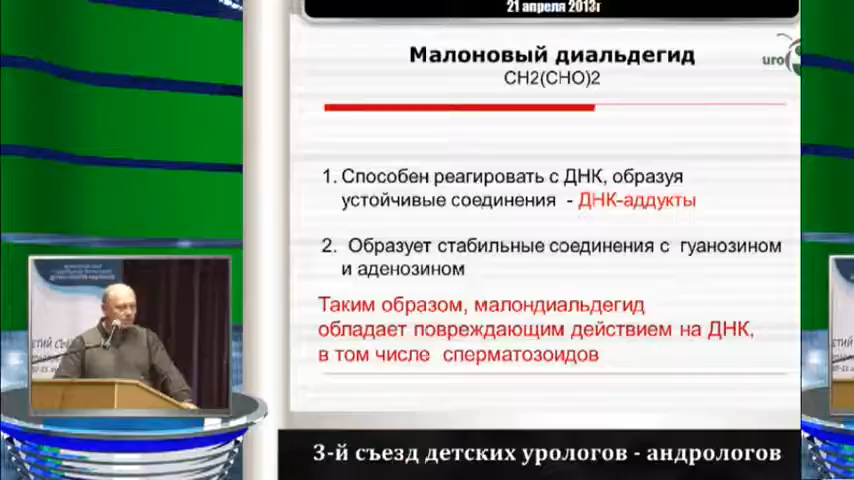 21 апреля 2013г
Малоновый диальдегид
СН2(СНО)2
uro
1. Способен реагировать с ДНК, образуя
устойчивые соединения - ДНК-аддукты
2. Образует стабильные соединения с гуанозином
и аденозином
Таким образом, малондиальдегид
обладает повреждающим действием на ДНК,
в том числе сперматозоидов
3-й съезд детских урологов - андрологов